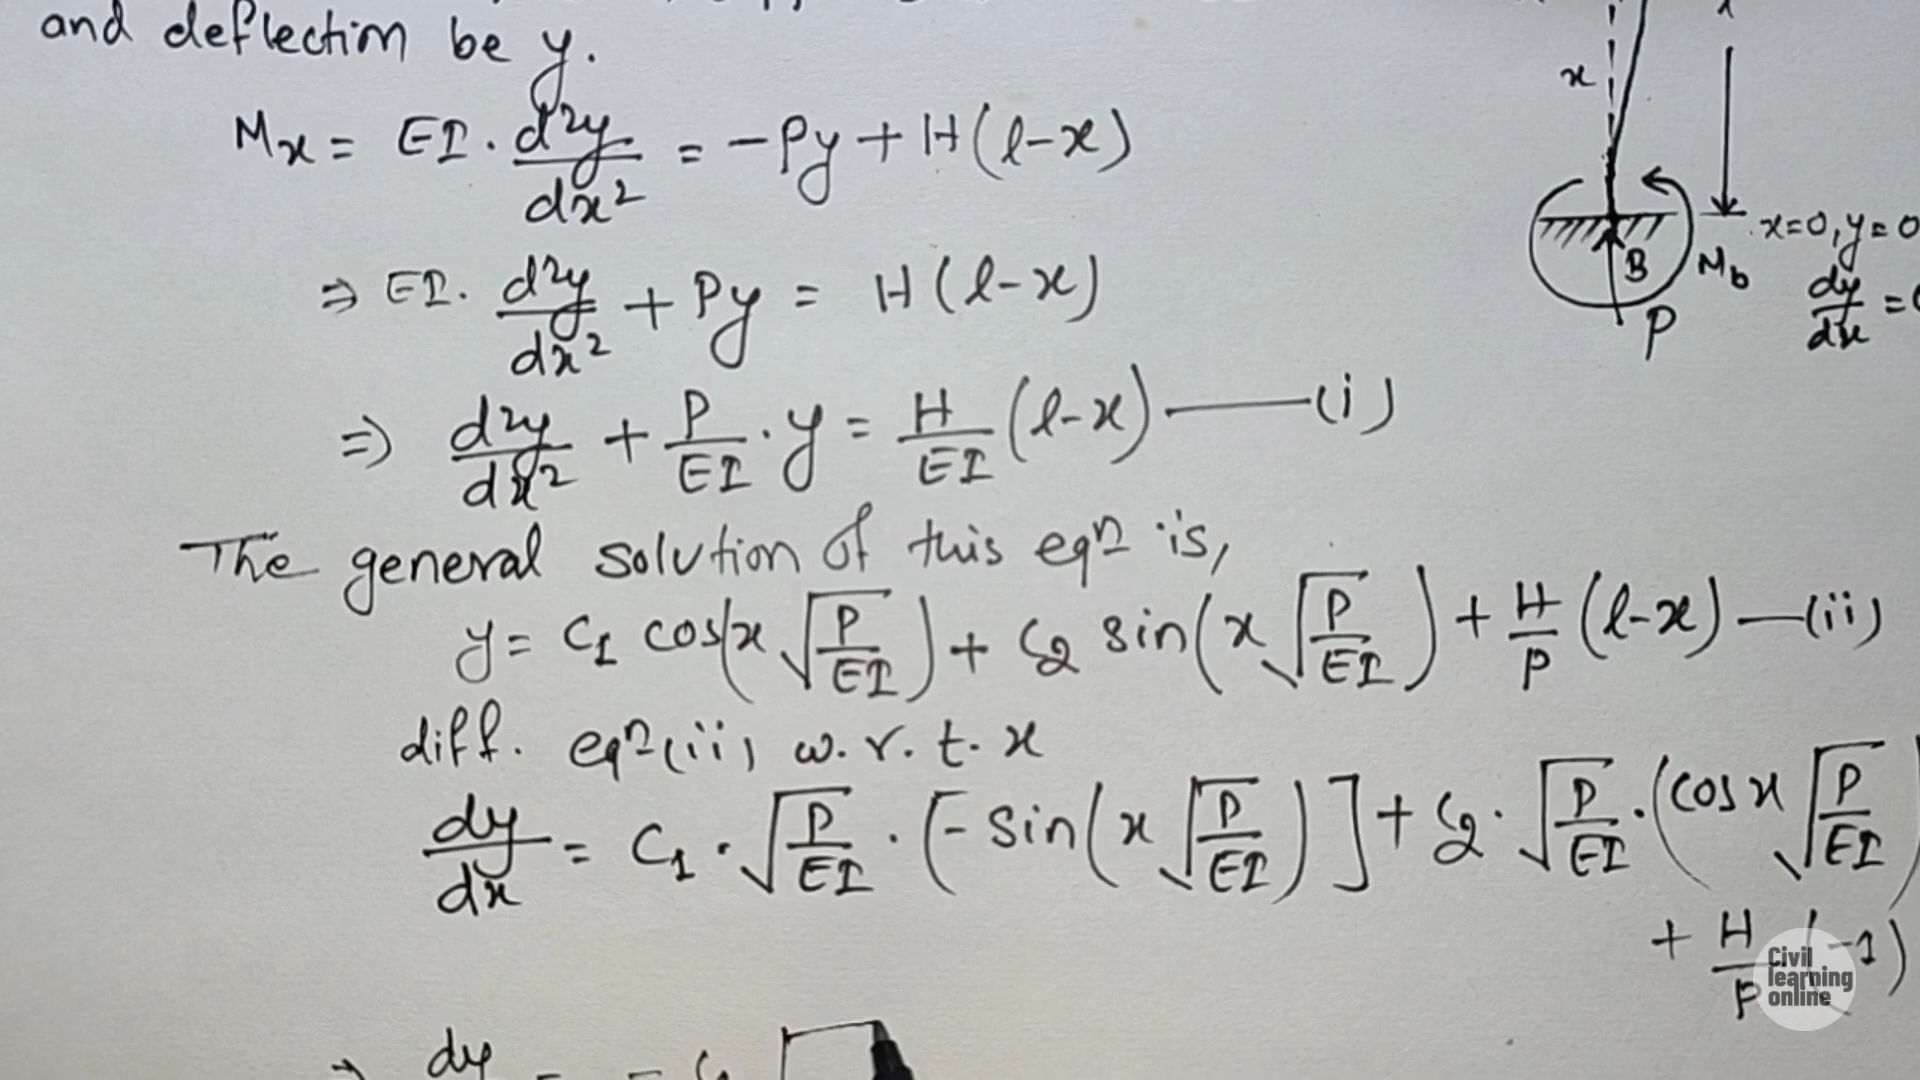 and deflection be y.
Mx = EI . d²y/dx² = -Py + H(l-x)
⇒ EI. d²y/dx² + Py = H(l-x)
⇒ d²y/dx² + P/EI . y = H/EI (l-x) —— (i)
The general solution of this eqn is,
y = C1 cos(x √(P/EI)) + C2 sin(x √(P/EI)) + H/P (l-x) — (ii)
diff. eqn (ii) w.r.t. x
dy/dx = C1 . √(P/EI) . [- sin(x √(P/EI))] + C2 . √(P/EI) . (cos x √(P/EI))
+ H/P (-1)
⇒ dy
x
B
Mb
P
x=0, y=0
dy/dx =
Civil
learning
online